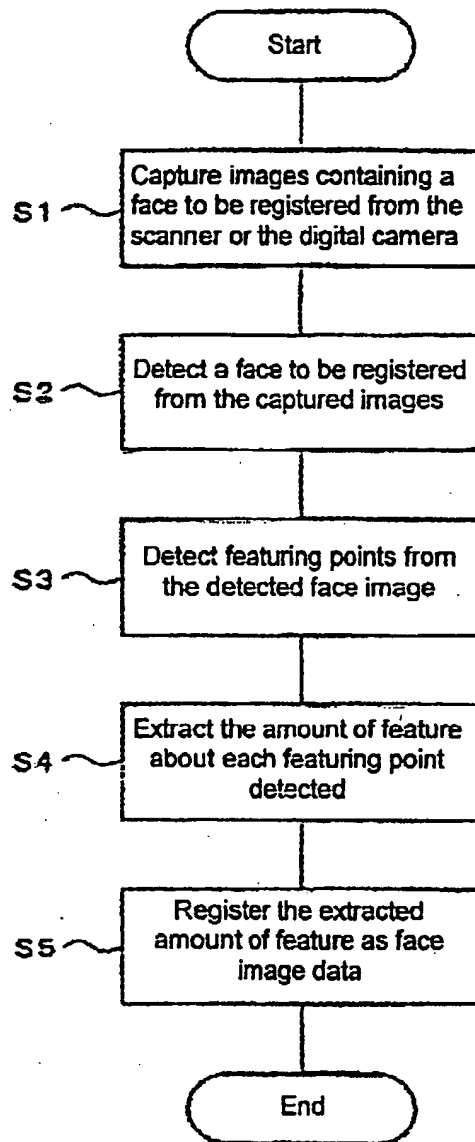 Start
S1
Capture images containing a
face to be registered from the
scanner or the digital camera
S2
Detect a face to be registered
from the captured images
S3
Detect featuring points from
the detected face image
S4
Extract the amount of feature
about each featuring point
detected
S5
Register the extracted
amount of feature as face
image data
End